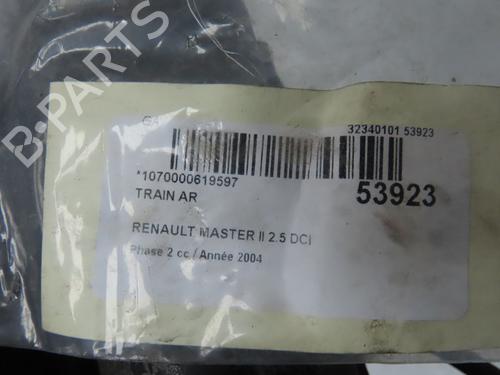 B-PARTS
32340101 53923
*1070000619597
53923
TRAIN AR
RENAULT MASTER II 2.5 DCI
Phase 2 cc / Année 2004